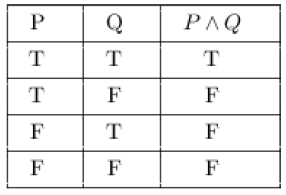 P Q P ∧ Q
T T T
T F F
F T F
F F F